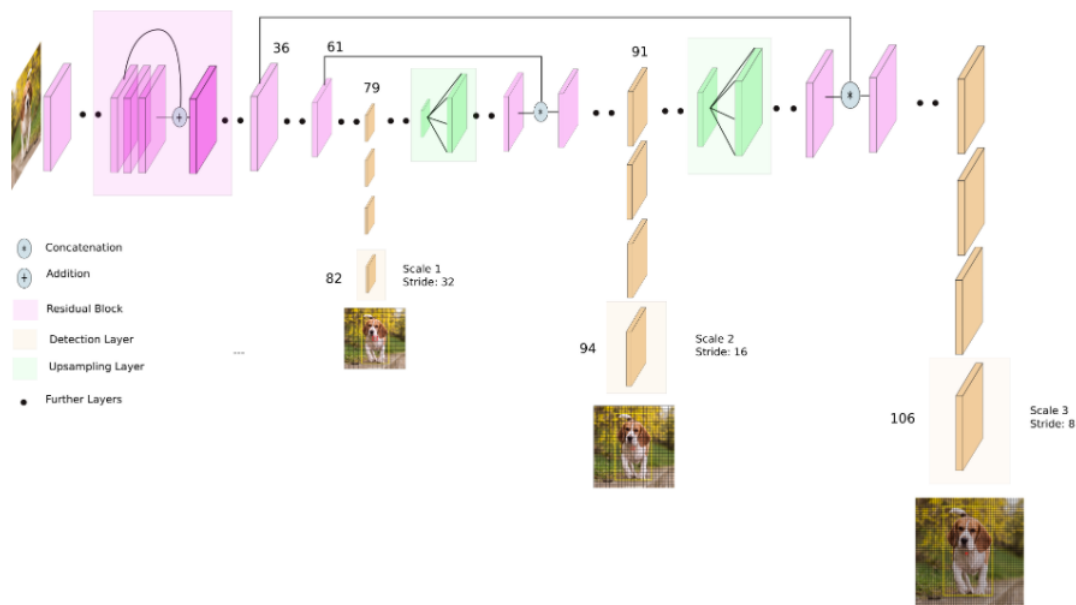 36
61
79
91
Concatenation
Addition
Residual Block
Detection Layer
Upsampling Layer
Further Layers
...
82
Scale 1
Stride: 32
94
Scale 2
Stride: 16
106
Scale 3
Stride: 8